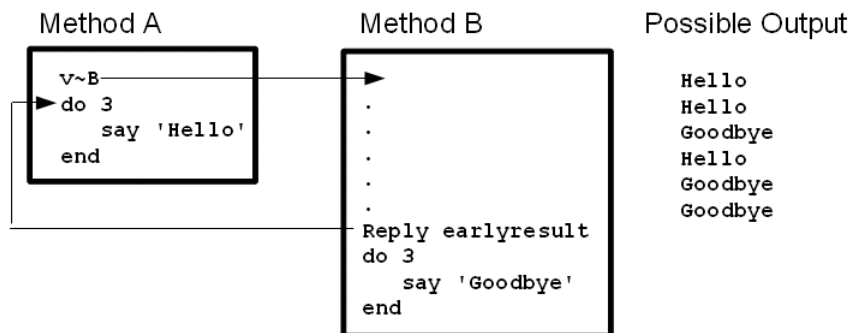 Method A
v~B
do 3
say 'Hello'
end
Method B
.
.
.
.
.
Reply earlyresult
do 3
say 'Goodbye'
end
Possible Output
Hello
Hello
Goodbye
Hello
Goodbye
Goodbye